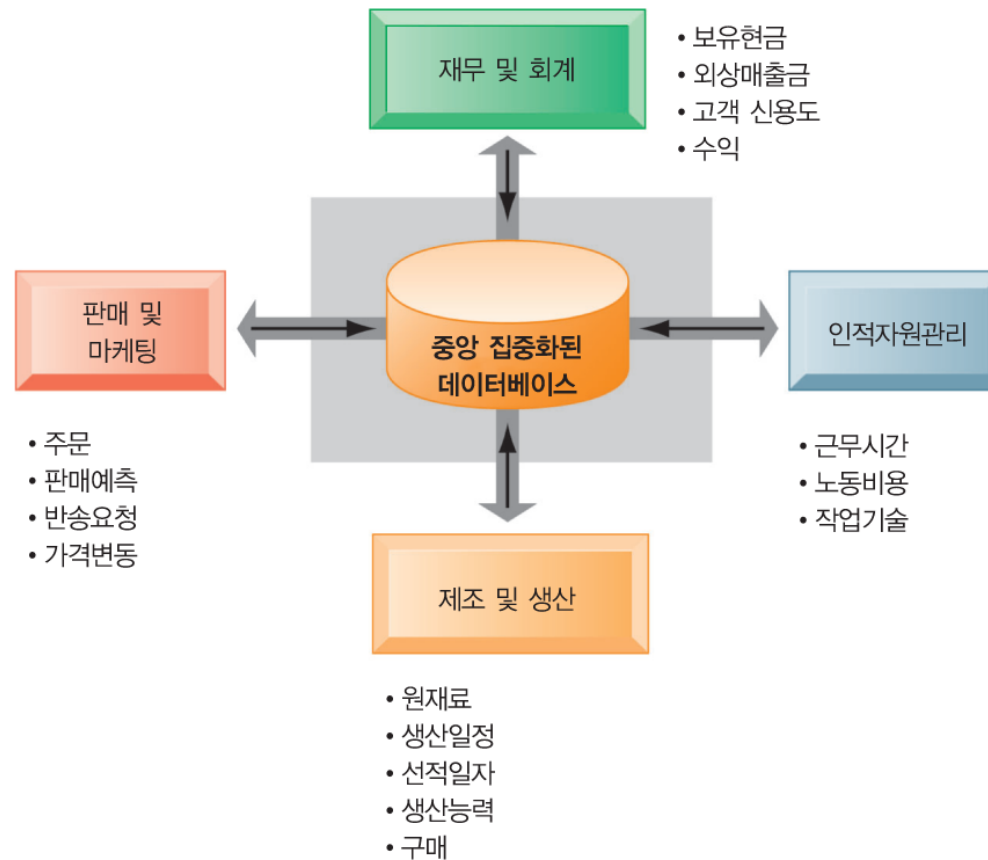 재무 및 회계
• 보유현금
• 외상매출금
• 고객 신용도
• 수익
판매 및
마케팅
• 주문
• 판매예측
• 반송요청
• 가격변동
중앙 집중화된
데이터베이스
인적자원관리
• 근무시간
• 노동비용
• 작업기술
제조 및 생산
• 원재료
• 생산일정
• 선적일자
• 생산능력
• 구매